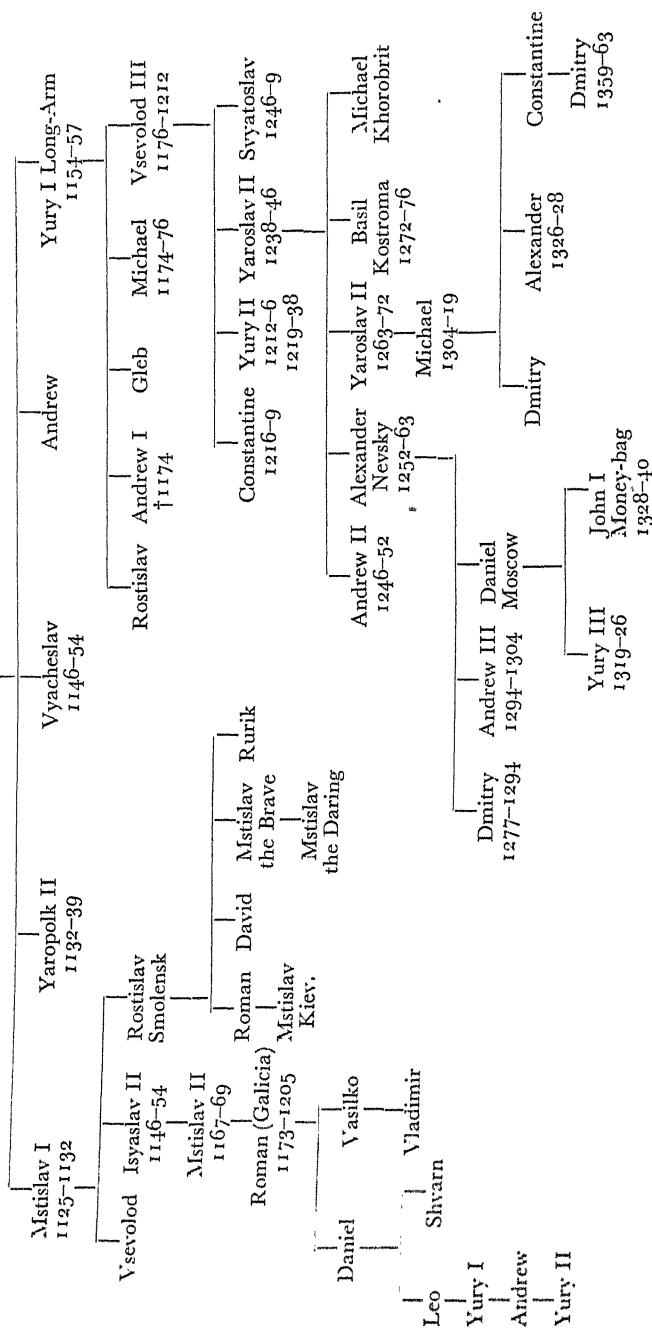 Mstislav I
1125–1132
Yaropolk II
1132–39
Vyacheslav
1146–54
Andrew
Yury I Long-Arm
1154–57
Vsevolod
Isyaslav II
1146–54
Rostislav
Smolensk
Mstislav II
1167–69
Roman (Galicia)
1173–1205
Roman
David
Mstislav
the Brave
Rurik
Mstislav
Kiev.
Mstislav
the Daring
Daniel
Vasilko
Leo
Shvarn
Vladimir
Yury I
Andrew
Yury II
Rostislav
Andrew I
†1174
Gleb
Michael
1174–76
Vsevolod III
1176–1212
Constantine
1216–9
Yury II
1212–6
1219–38
Yaroslav II
1238–46
Svyatoslav
1246–9
Andrew II
1246–52
Alexander
Nevsky
1252–63
Yaroslav II
1263–72
Basil
Kostroma
1272–76
Michael
Khorobrit
Michael
1304–19
Dmitry
1277–1294
Andrew III
1294–1304
Daniel
Moscow
Dmitry
Alexander
1326–28
Constantine
Yury III
1319–26
John I
Money-bag
1328–40
Dmitry
1359–63